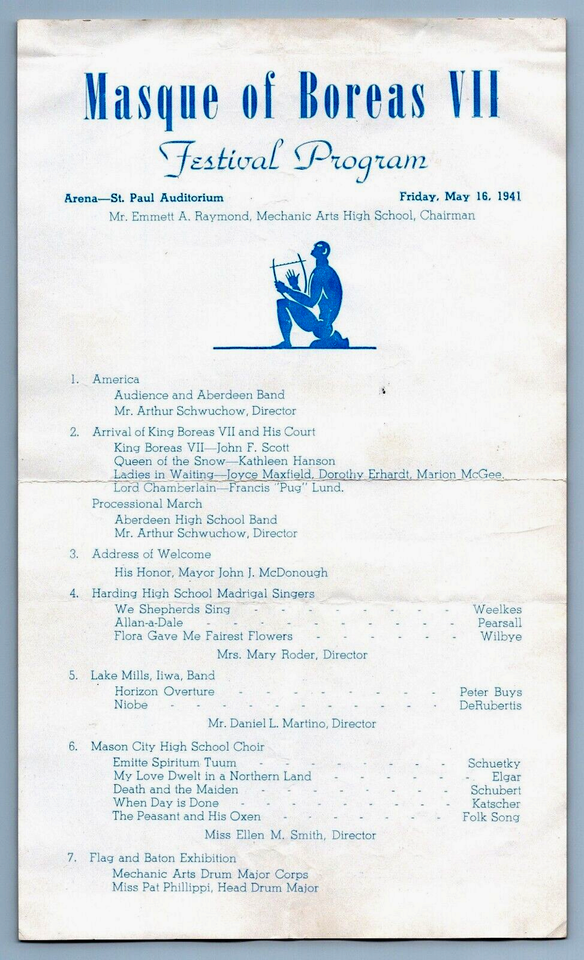 Masque of Boreas VII
Festival Program
Arena—St. Paul Auditorium Friday, May 16, 1941
Mr. Emmett A. Raymond, Mechanic Arts High School, Chairman
1. America
Audience and Aberdeen Band
Mr. Arthur Schwuchow, Director
2. Arrival of King Boreas VII and His Court
King Boreas VII—John F. Scott
Queen of the Snow—Kathleen Hanson
Ladies in Waiting—Joyce Maxfield, Dorothy Erhardt, Marion McGee,
Lord Chamberlain—Francis "Pug" Lund.
Processional March
Aberdeen High School Band
Mr. Arthur Schwuchow, Director
3. Address of Welcome
His Honor, Mayor John J. McDonough
4. Harding High School Madrigal Singers
We Shepherds Sing - - - - - - - - Weelkes
Allan-a-Dale - - - - - - - - - Pearsall
Flora Gave Me Fairest Flowers - - - - - - Wilbye
Mrs. Mary Roder, Director
5. Lake Mills, Iiwa, Band
Horizon Overture - - - - - - - Peter Buys
Niobe - - - - - - - - - - DeRubertis
Mr. Daniel L. Martino, Director
6. Mason City High School Choir
Emitte Spiritum Tuum - - - - - - - Schuetky
My Love Dwelt in a Northern Land - - - - - Elgar
Death and the Maiden - - - - - - - Schubert
When Day is Done - - - - - - - - Katscher
The Peasant and His Oxen - - - - - - Folk Song
Miss Ellen M. Smith, Director
7. Flag and Baton Exhibition
Mechanic Arts Drum Major Corps
Miss Pat Phillippi, Head Drum Major